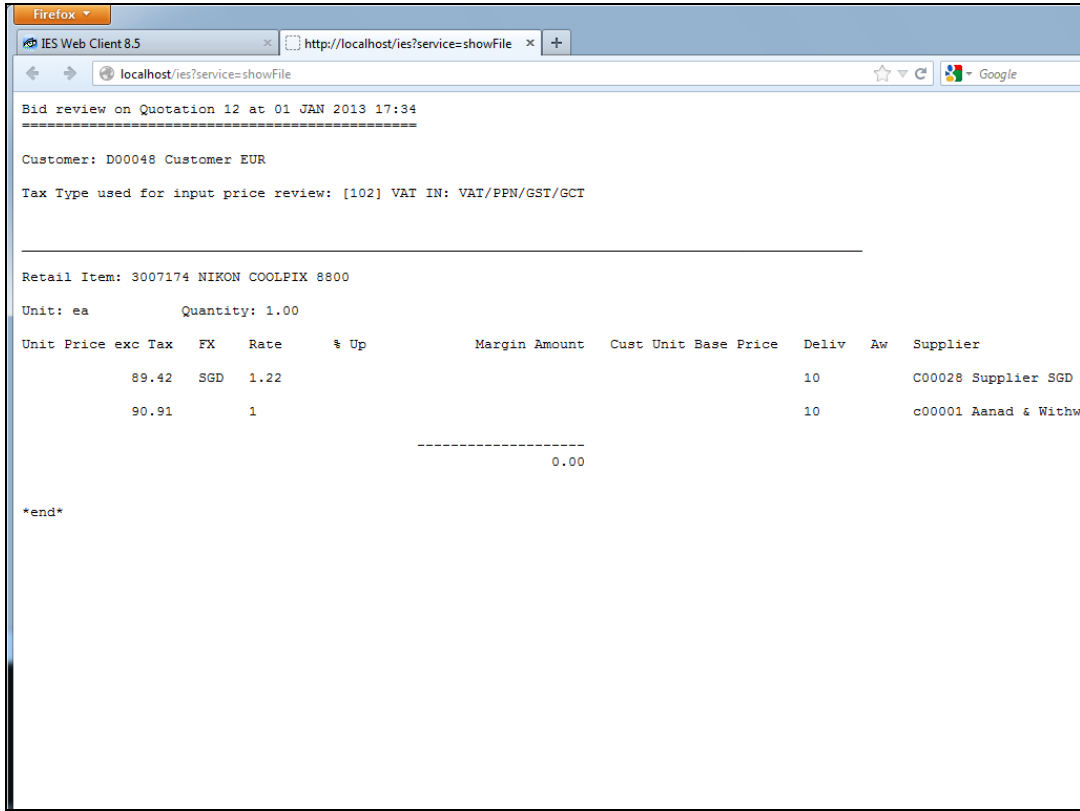 Firefox
IES Web Client 8.5 http://localhost/ies?service=showFile
localhost/ies?service=showFile Google
Bid review on Quotation 12 at 01 JAN 2013 17:34
===============================================
Customer: D00048 Customer EUR
Tax Type used for input price review: [102] VAT IN: VAT/PPN/GST/GCT
Retail Item: 3007174 NIKON COOLPIX 8800
Unit: ea Quantity: 1.00
Unit Price exc Tax FX Rate % Up Margin Amount Cust Unit Base Price Deliv Aw Supplier
89.42 SGD 1.22 10 C00028 Supplier SGD
90.91 1 10 c00001 Aanad & Withw
--------------------
0.00
*end*